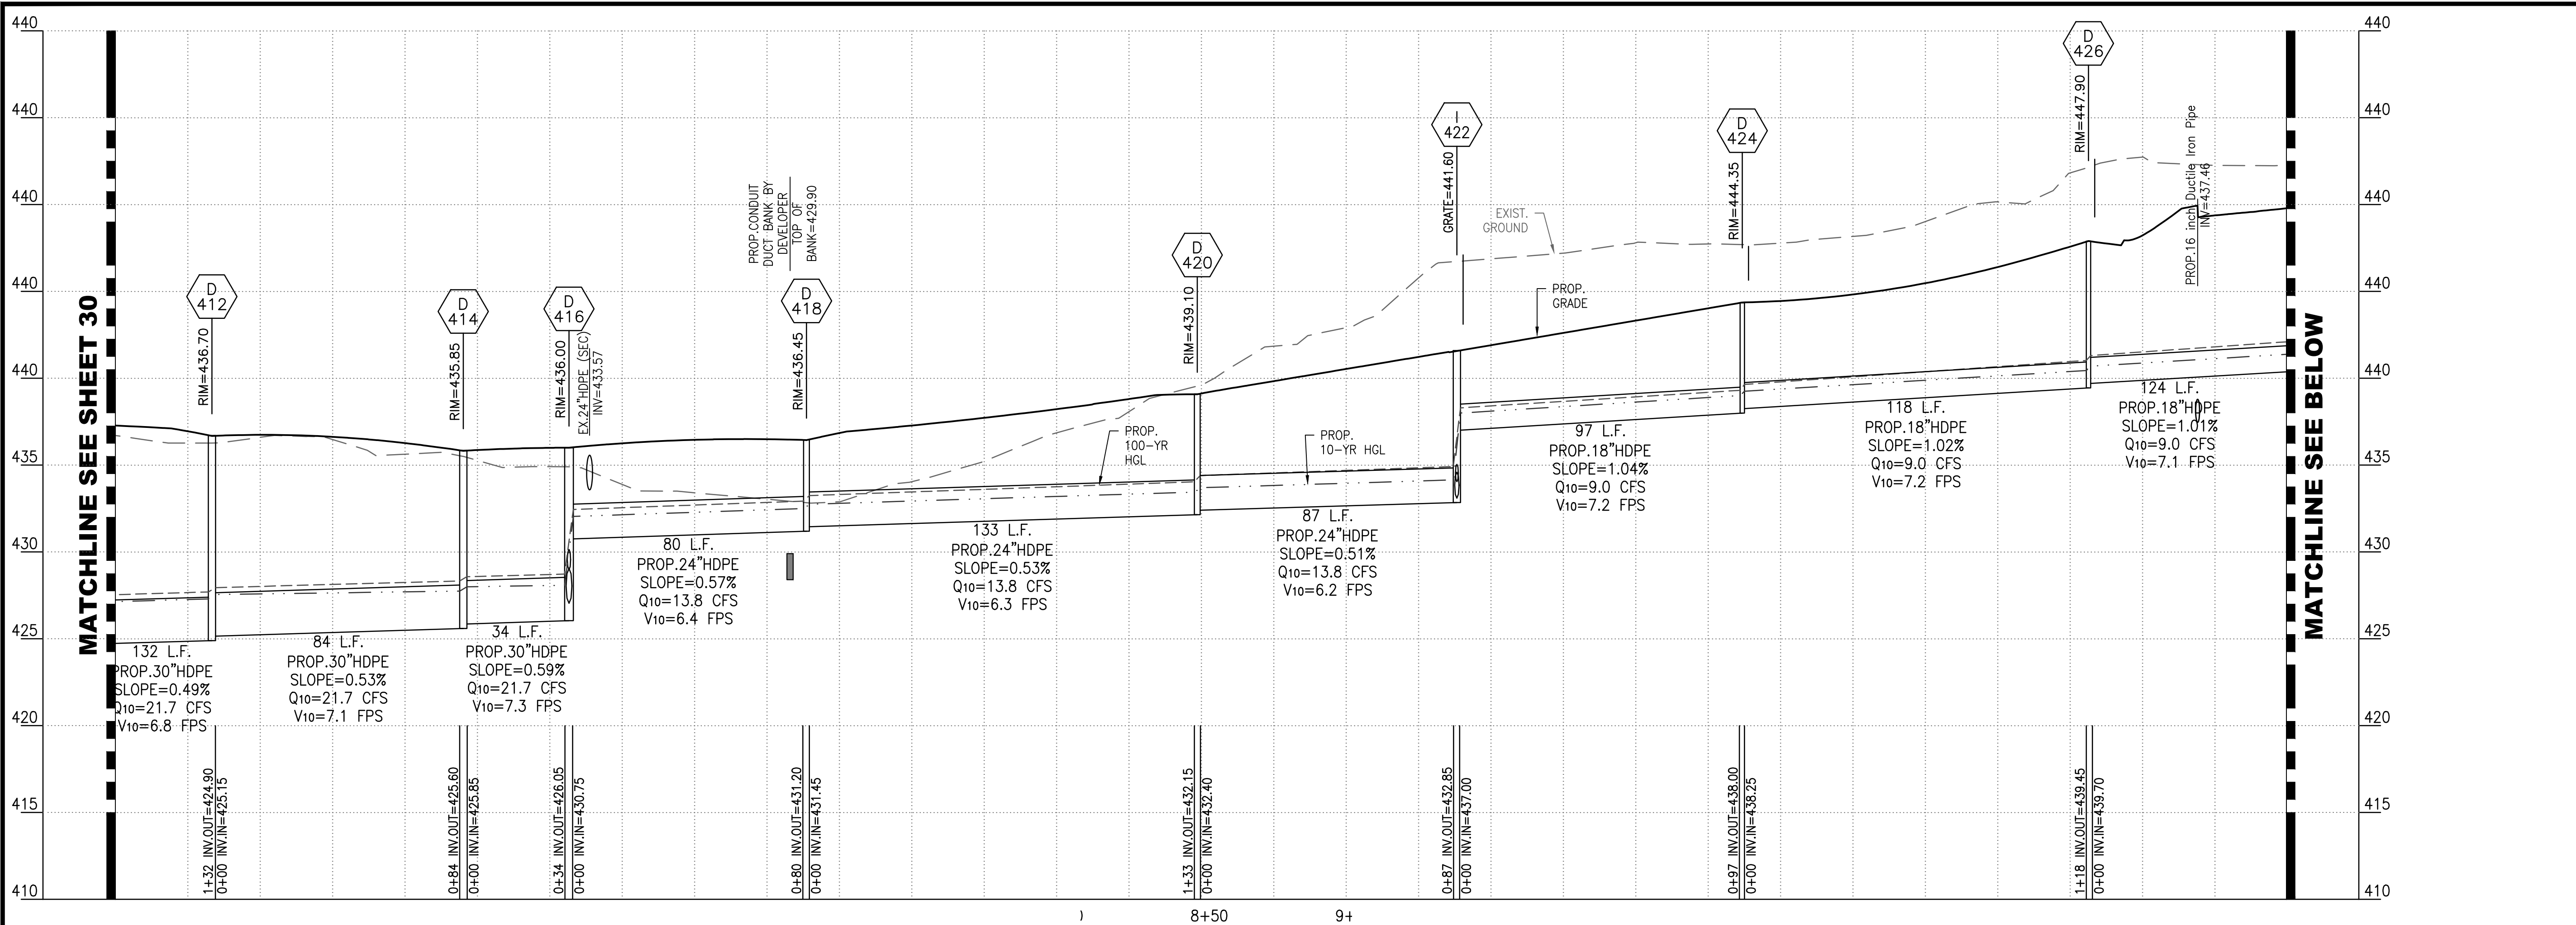 440
440
440
440
440
435
430
425
420
415
410
MATCHLINE SEE SHEET 30
D
412
RIM=436.70
D
414
RIM=435.85
D
416
RIM=436.00
EX.24"HDPE (SEC)
INV=433.57
PROP.CONDUIT
DUCT BANK BY
DEVELOPER
TOP OF
BANK=429.90
D
418
RIM=436.45
D
420
RIM=439.10
I
422
GRATE=441.60
EXIST.
GROUND
PROP.
GRADE
D
424
RIM=444.35
D
426
RIM=447.90
PROP.16 inch Ductile Iron Pipe
INV=437.46
PROP.
100-YR
HGL
PROP.
10-YR HGL
132 L.F.
PROP.30"HDPE
SLOPE=0.49%
Q10=21.7 CFS
V10=6.8 FPS
84 L.F.
PROP.30"HDPE
SLOPE=0.53%
Q10=21.7 CFS
V10=7.1 FPS
34 L.F.
PROP.30"HDPE
SLOPE=0.59%
Q10=21.7 CFS
V10=7.3 FPS
80 L.F.
PROP.24"HDPE
SLOPE=0.57%
Q10=13.8 CFS
V10=6.4 FPS
133 L.F.
PROP.24"HDPE
SLOPE=0.53%
Q10=13.8 CFS
V10=6.3 FPS
87 L.F.
PROP.24"HDPE
SLOPE=0.51%
Q10=13.8 CFS
V10=6.2 FPS
97 L.F.
PROP.18"HDPE
SLOPE=1.04%
Q10=9.0 CFS
V10=7.2 FPS
118 L.F.
PROP.18"HDPE
SLOPE=1.02%
Q10=9.0 CFS
V10=7.2 FPS
124 L.F.
PROP.18"HDPE
SLOPE=1.01%
Q10=9.0 CFS
V10=7.1 FPS
1+32 INV.OUT=424.90
0+00 INV.IN=425.15
0+84 INV.OUT=425.60
0+00 INV.IN=425.85
0+34 INV.OUT=426.05
0+00 INV.IN=430.75
0+80 INV.OUT=431.20
0+00 INV.IN=431.45
1+33 INV.OUT=432.15
0+00 INV.IN=432.40
0+87 INV.OUT=432.85
0+00 INV.IN=437.00
0+97 INV.OUT=438.00
0+00 INV.IN=438.25
1+18 INV.OUT=439.45
0+00 INV.IN=439.70
8+50
9+
MATCHLINE SEE BELOW
440
440
440
440
440
435
430
425
420
415
410